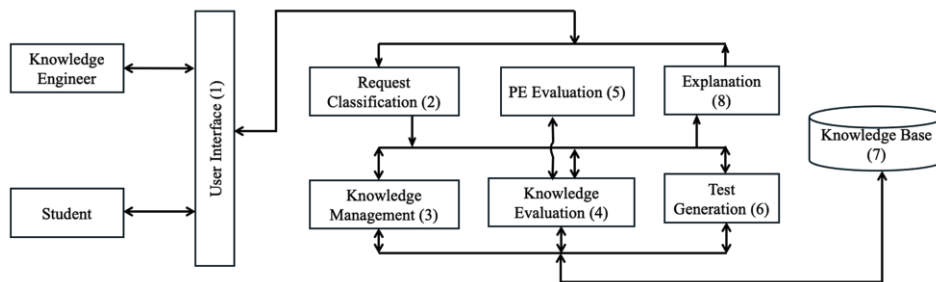 Knowledge
Engineer
Student
User Interface (1)
Request
Classification (2)
PE Evaluation (5)
Explanation
(8)
Knowledge
Management (3)
Knowledge
Evaluation (4)
Test
Generation (6)
Knowledge Base
(7)